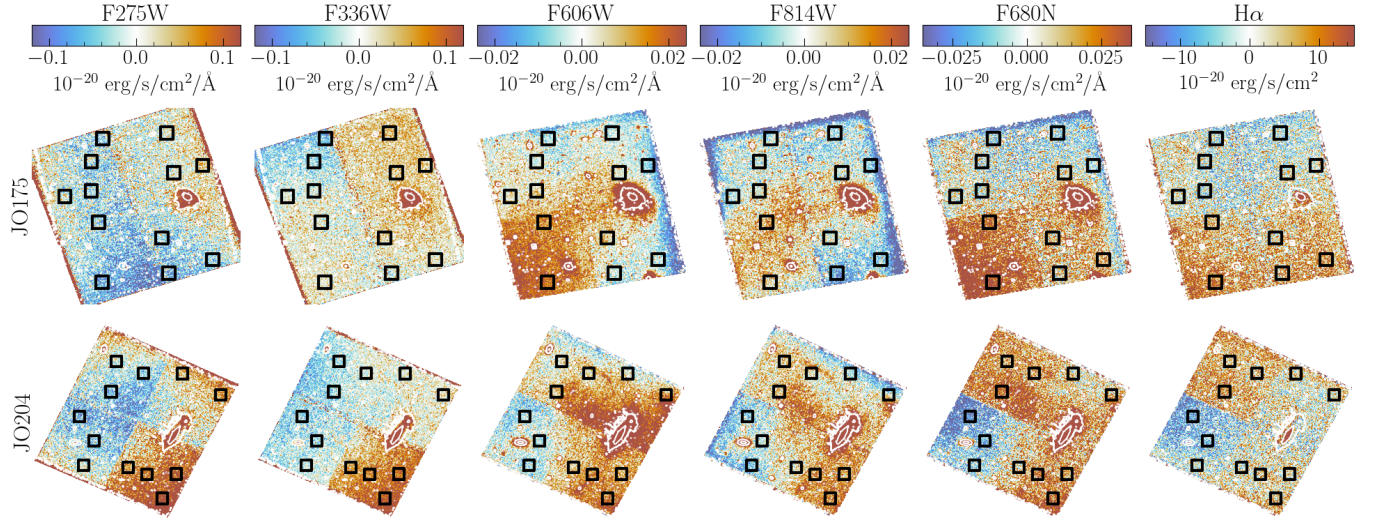 F275W F336W F606W F814W F680N Hα
−0.1 0.0 0.1 −0.1 0.0 0.1 −0.02 0.00 0.02 −0.02 0.00 0.02 −0.025 0.000 0.025 −10 0 10
10⁻²⁰ erg/s/cm²/Å 10⁻²⁰ erg/s/cm²/Å 10⁻²⁰ erg/s/cm²/Å 10⁻²⁰ erg/s/cm²/Å 10⁻²⁰ erg/s/cm²/Å 10⁻²⁰ erg/s/cm²
JO175
JO204